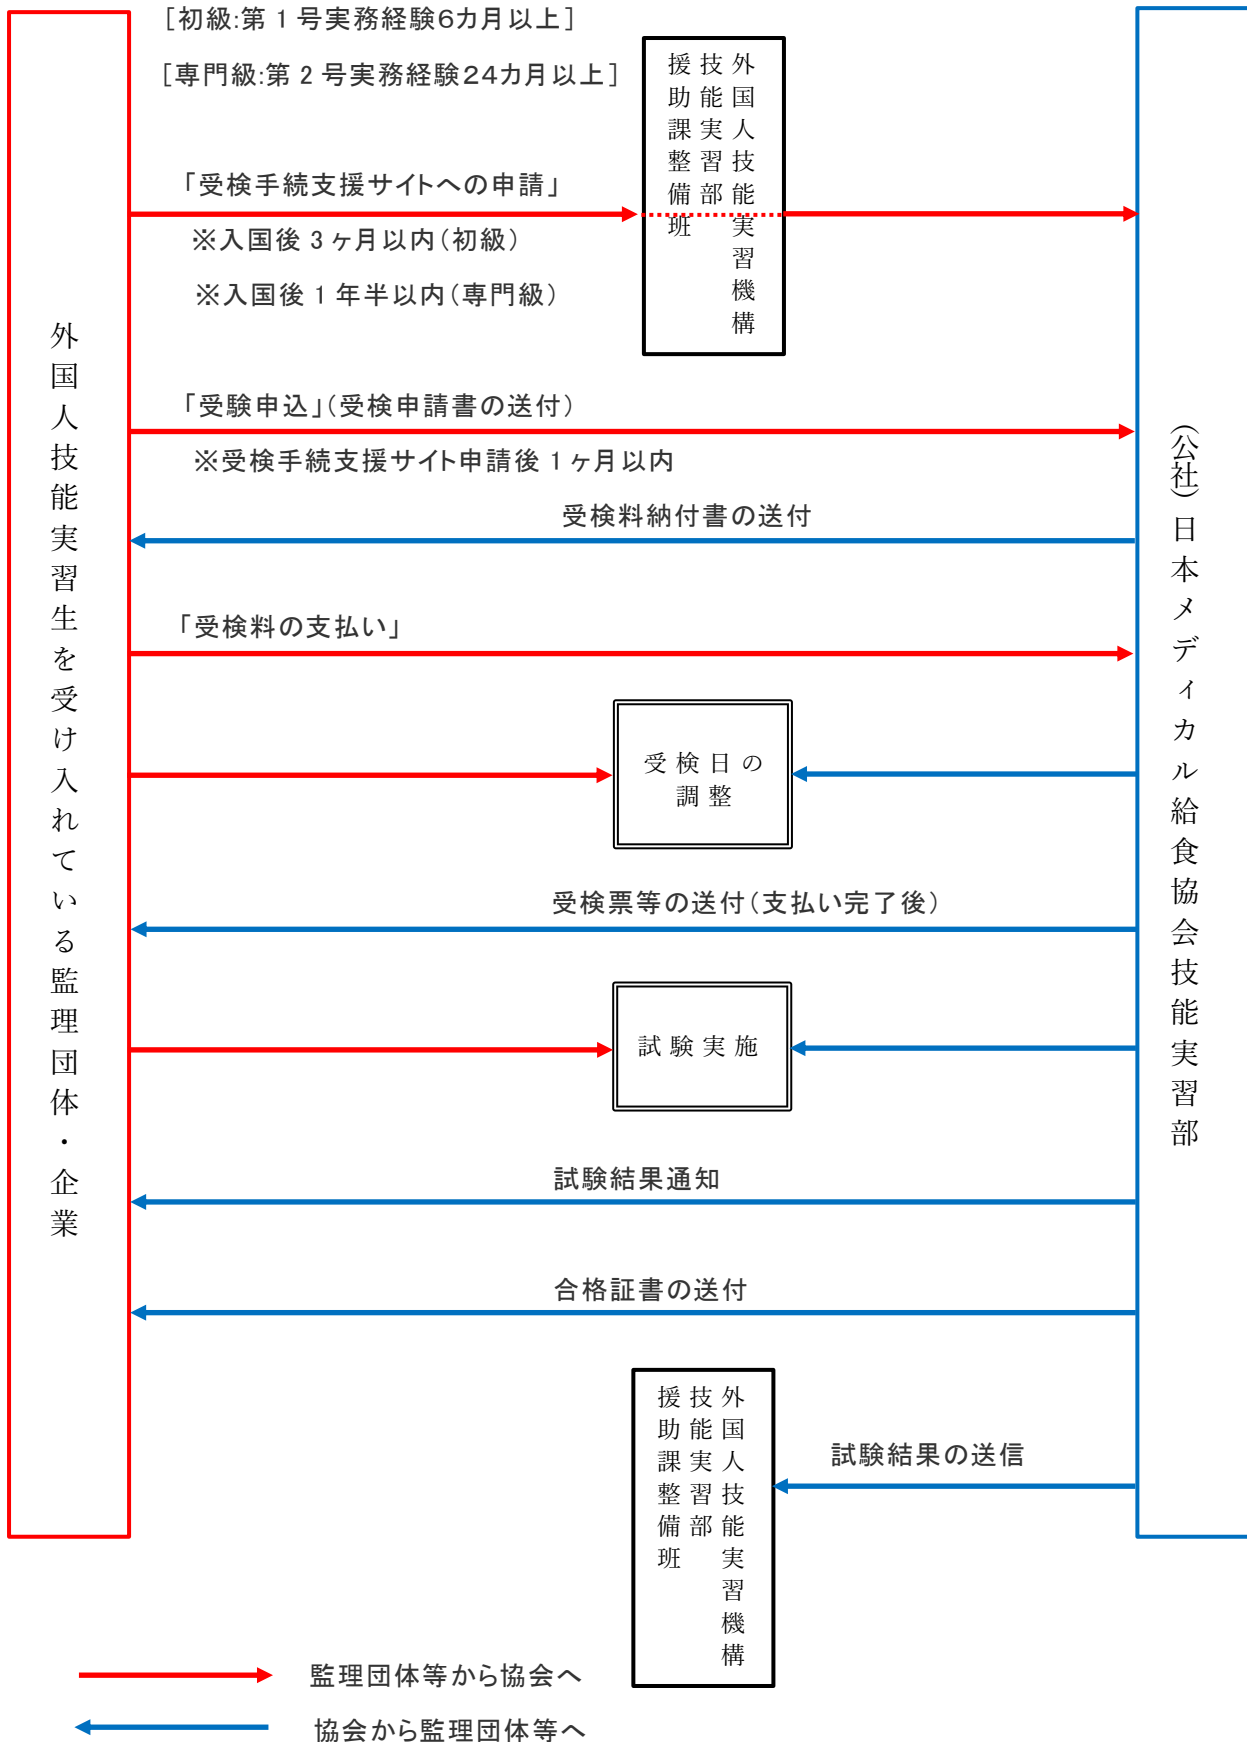 ［初級:第1号実務経験6カ月以上］
［専門級:第2号実務経験24カ月以上］
外国人技能実習機構
技能実習部
援助課整備班
「受検手続支援サイトへの申請」
※入国後3ヶ月以内（初級）
※入国後1年半以内（専門級）
外国人技能実習生を受け入れている監理団体・企業
（公社）日本メディカル給食協会技能実習部
「受験申込」（受検申請書の送付）
※受検手続支援サイト申請後1ヶ月以内
受検料納付書の送付
「受検料の支払い」
受検日の
調整
受検票等の送付（支払い完了後）
試験実施
試験結果通知
合格証書の送付
外国人技能実習機構
技能実習部
援助課整備班
試験結果の送信
監理団体等から協会へ
協会から監理団体等へ